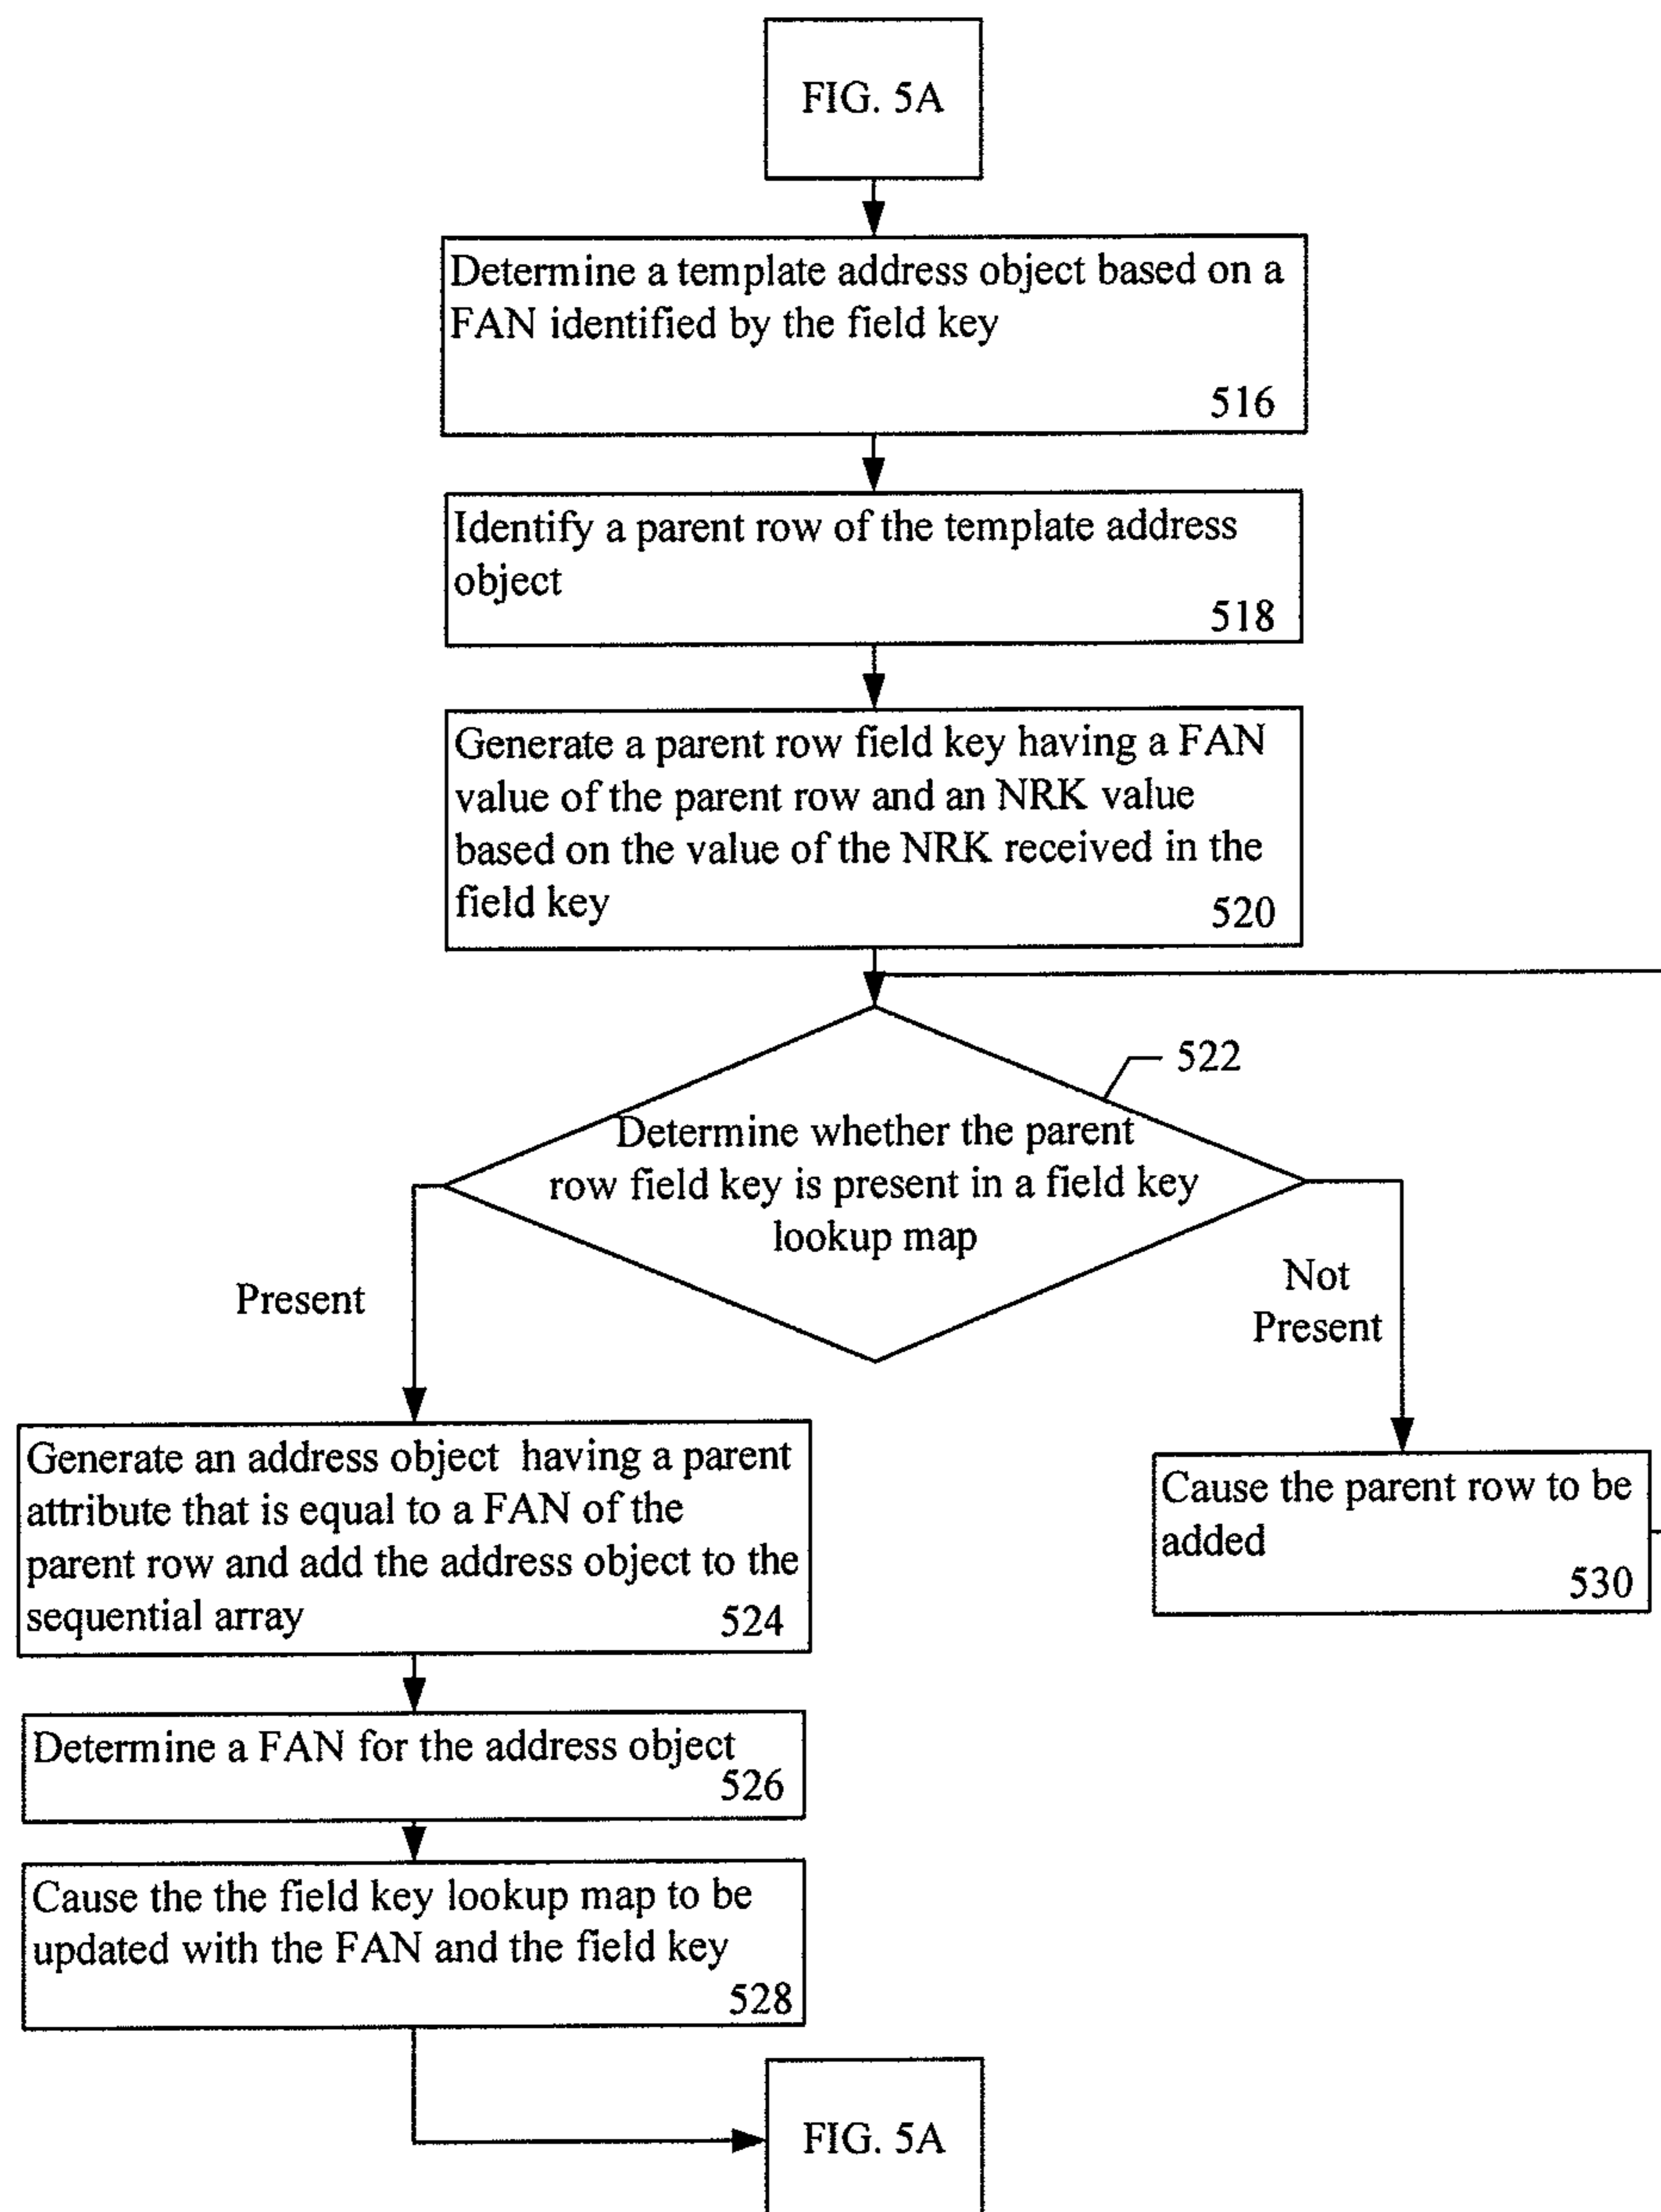 FIG. 5A
Determine a template address object based on a
FAN identified by the field key
516
Identify a parent row of the template address
object
518
Generate a parent row field key having a FAN
value of the parent row and an NRK value
based on the value of the NRK received in the
field key
520
522
Determine whether the parent
row field key is present in a field key
lookup map
Present
Not
Present
Generate an address object having a parent
attribute that is equal to a FAN of the
parent row and add the address object to the
sequential array
524
Cause the parent row to be
added
530
Determine a FAN for the address object
526
Cause the the field key lookup map to be
updated with the FAN and the field key
528
FIG. 5A